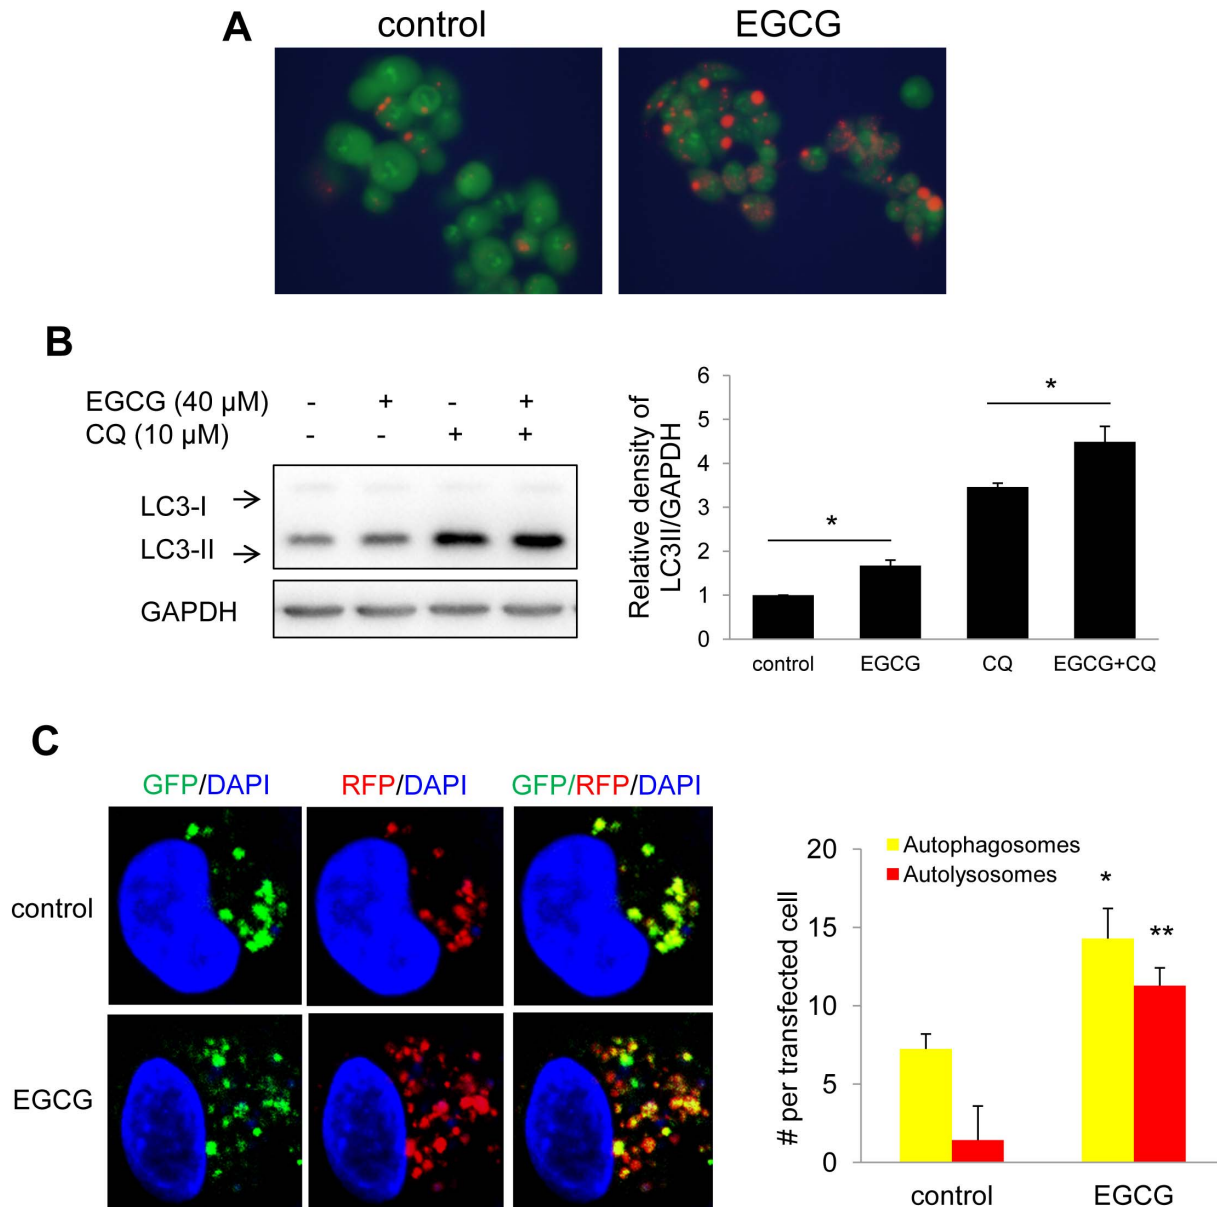 A
control
EGCG
B
EGCG (40 µM) - + - +
CQ (10 µM) - - + +
LC3-I
LC3-II
GAPDH
Relative density of
LC3II/GAPDH
6
5
4
3
2
1
0
*
*
control EGCG CQ EGCG+CQ
C
GFP/DAPI RFP/DAPI GFP/RFP/DAPI
control
EGCG
# per transfected cell
20
15
10
5
0
Autophagosomes
Autolysosomes
*
**
control EGCG